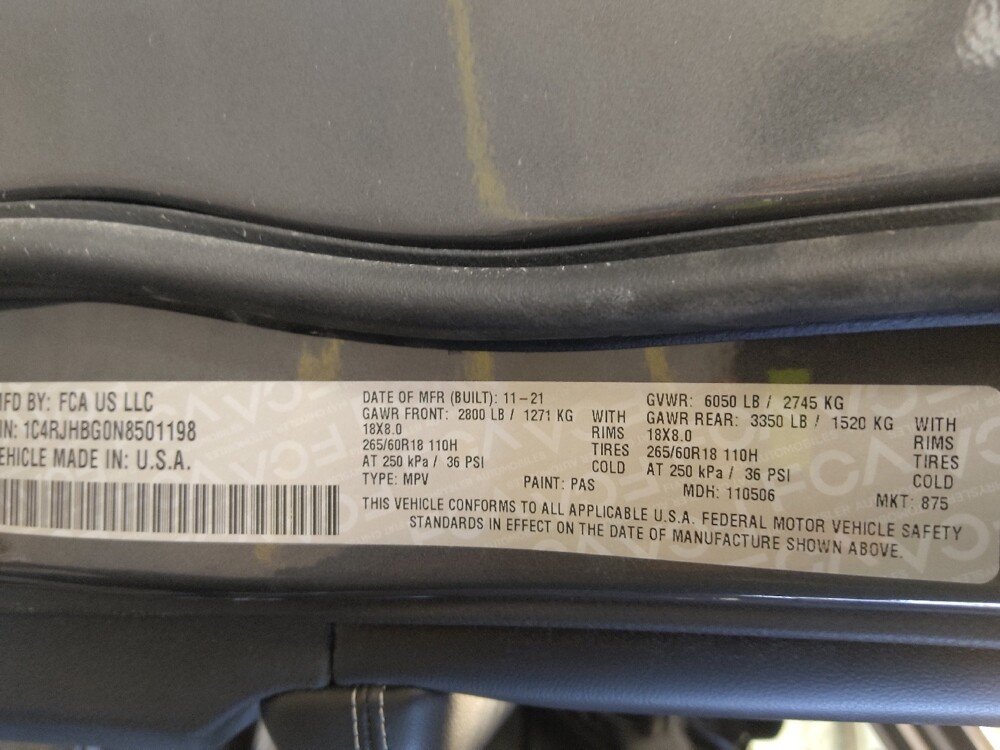 MFD BY: FCA US LLC
VIN: 1C4RJHBG0N8501198
VEHICLE MADE IN: U.S.A.
DATE OF MFR (BUILT): 11-21
GAWR FRONT: 2800 LB / 1271 KG WITH
18X8.0 RIMS
265/60R18 110H TIRES
AT 250 kPa / 36 PSI COLD
TYPE: MPV PAINT: PAS
GVWR: 6050 LB / 2745 KG
GAWR REAR: 3350 LB / 1520 KG WITH
18X8.0 RIMS
265/60R18 110H TIRES
AT 250 kPa / 36 PSI COLD
MDH: 110506 MKT: 875
THIS VEHICLE CONFORMS TO ALL APPLICABLE U.S.A. FEDERAL MOTOR VEHICLE SAFETY
STANDARDS IN EFFECT ON THE DATE OF MANUFACTURE SHOWN ABOVE.